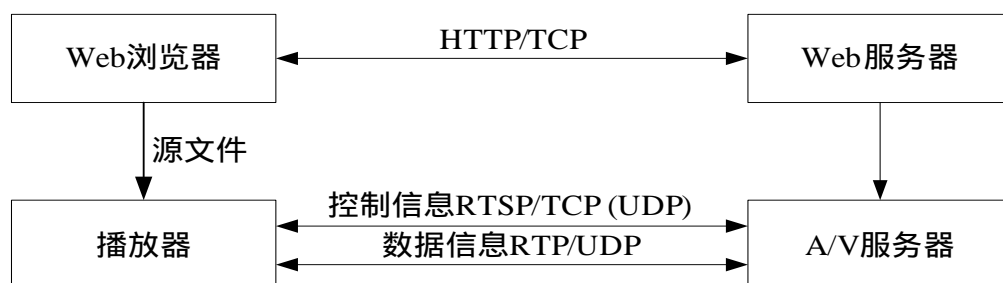 Web浏览器
HTTP/TCP
Web服务器
源文件
播放器
控制信息RTSP/TCP (UDP)
数据信息RTP/UDP
A/V服务器